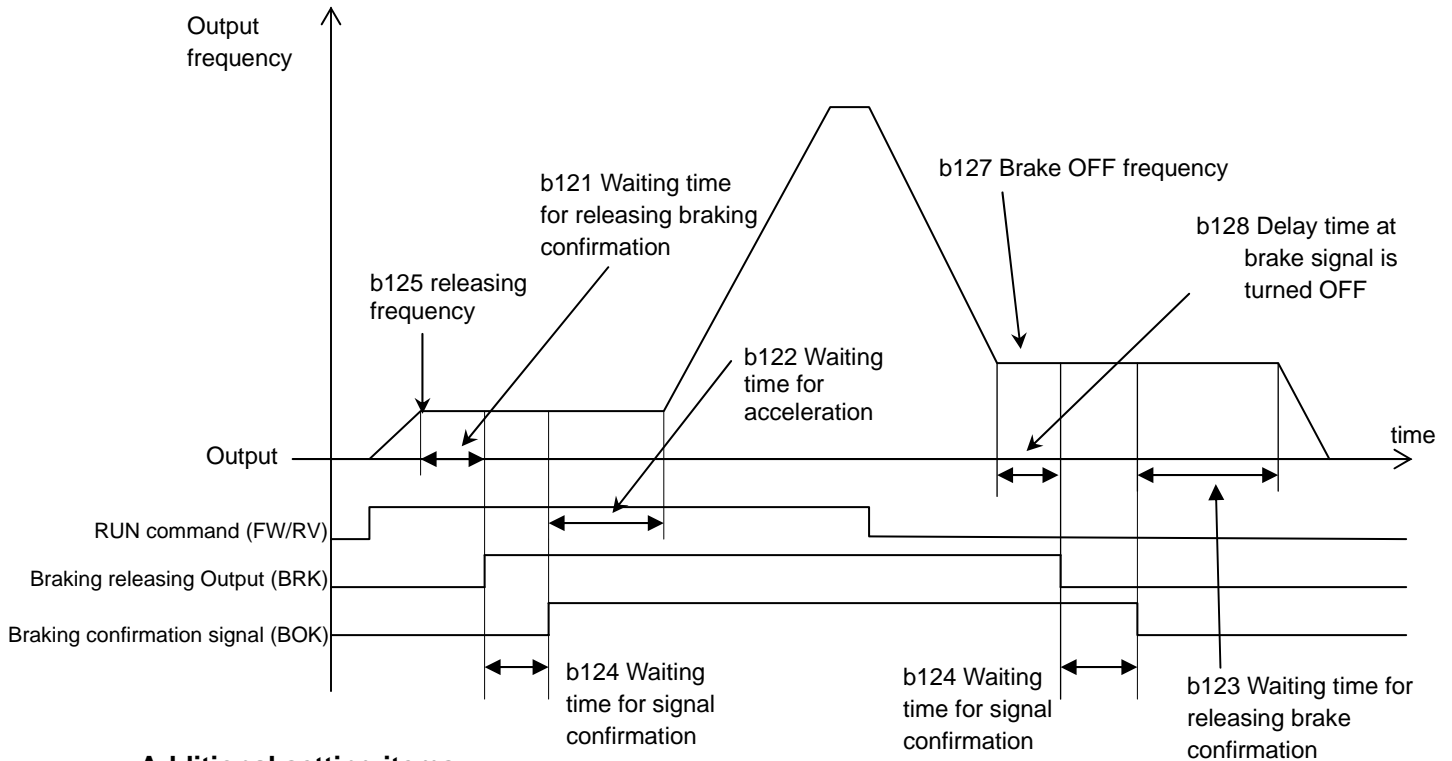 Output
frequency
b127 Brake OFF frequency
b121 Waiting time
for releasing braking
confirmation
b128 Delay time at
brake signal is
turned OFF
b125 releasing
frequency
b122 Waiting
time for
acceleration
Output
time
RUN command (FW/RV)
Braking releasing Output (BRK)
Braking confirmation signal (BOK)
b124 Waiting
time for signal
confirmation
b124 Waiting
time for signal
confirmation
b123 Waiting time for
releasing brake
confirmation
Additional setting items